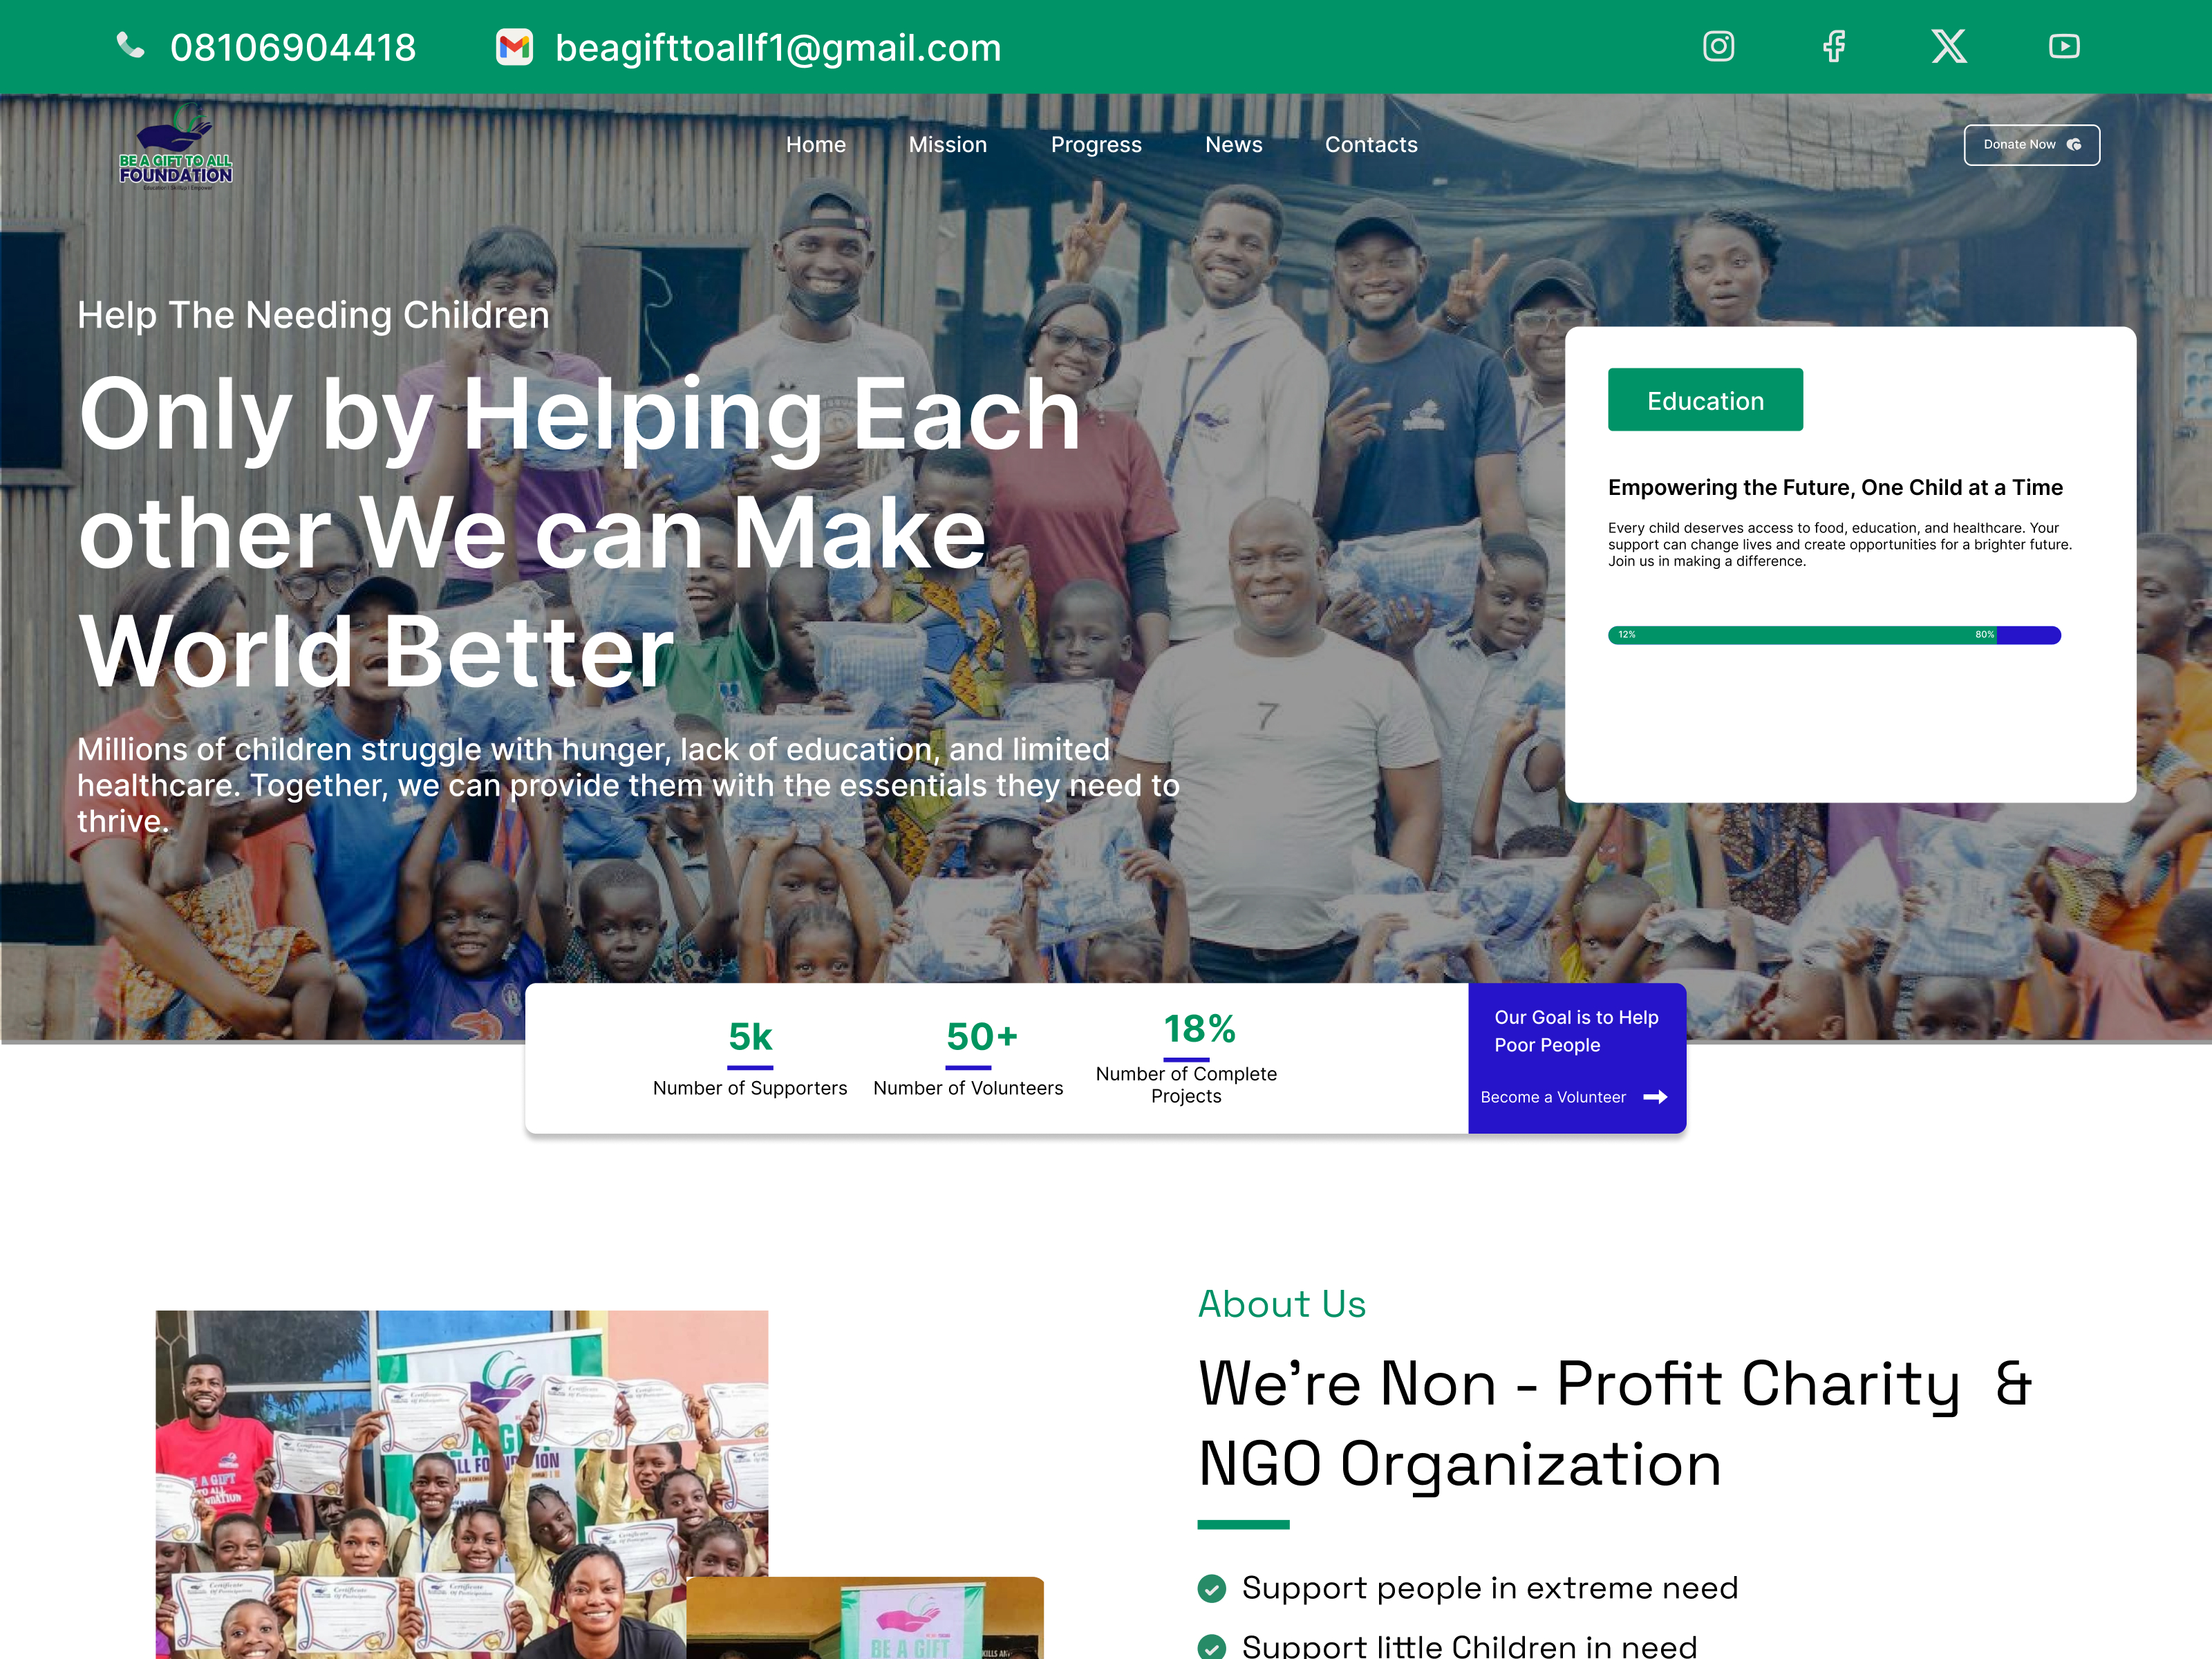 08106904418
beagifttoallf1@gmail.com
BE A GIFT TO ALL
FOUNDATION
Home
Mission
Progress
News
Contacts
Donate Now
Help The Needing Children
Only by Helping Each
other We can Make
World Better
Millions of children struggle with hunger, lack of education, and limited
healthcare. Together, we can provide them with the essentials they need to
thrive.
Education
Empowering the Future, One Child at a Time
Every child deserves access to food, education, and healthcare. Your
support can change lives and create opportunities for a brighter future.
Join us in making a difference.
12%
80%
7
5k
Number of Supporters
50+
Number of Volunteers
18%
Number of Complete
Projects
Our Goal is to Help
Poor People
Become a Volunteer
About Us
We're Non - Profit Charity &
NGO Organization
Support people in extreme need
Support little Children in need
Certificate
Of Participation
BE A GIFT